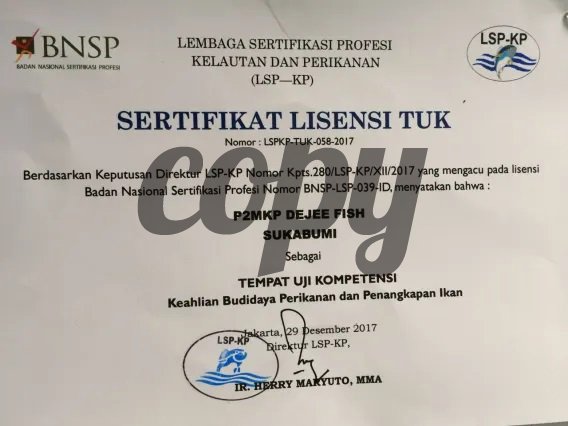 BNSP
BADAN NASIONAL SERTIFIKASI PROFESI
LEMBAGA SERTIFIKASI PROFESI
KELAUTAN DAN PERIKANAN
(LSP—KP)
LSP-KP
SERTIFIKAT LISENSI TUK
Nomor : LSPKP-TUK-058-2017
Berdasarkan Keputusan Direktur LSP-KP Nomor Kpts.280/LSP-KP/XII/2017 yang mengacu pada lisensi
Badan Nasional Sertifikasi Profesi Nomor BNSP-LSP-039-ID, menyatakan bahwa :
copy
P2MKP DEJEE FISH
SUKABUMI
Sebagai
TEMPAT UJI KOMPETENSI
Keahlian Budidaya Perikanan dan Penangkapan Ikan
Jakarta, 29 Desember 2017
Direktur LSP-KP,
LSP-KP
IR. HERRY MARYUTO, MMA